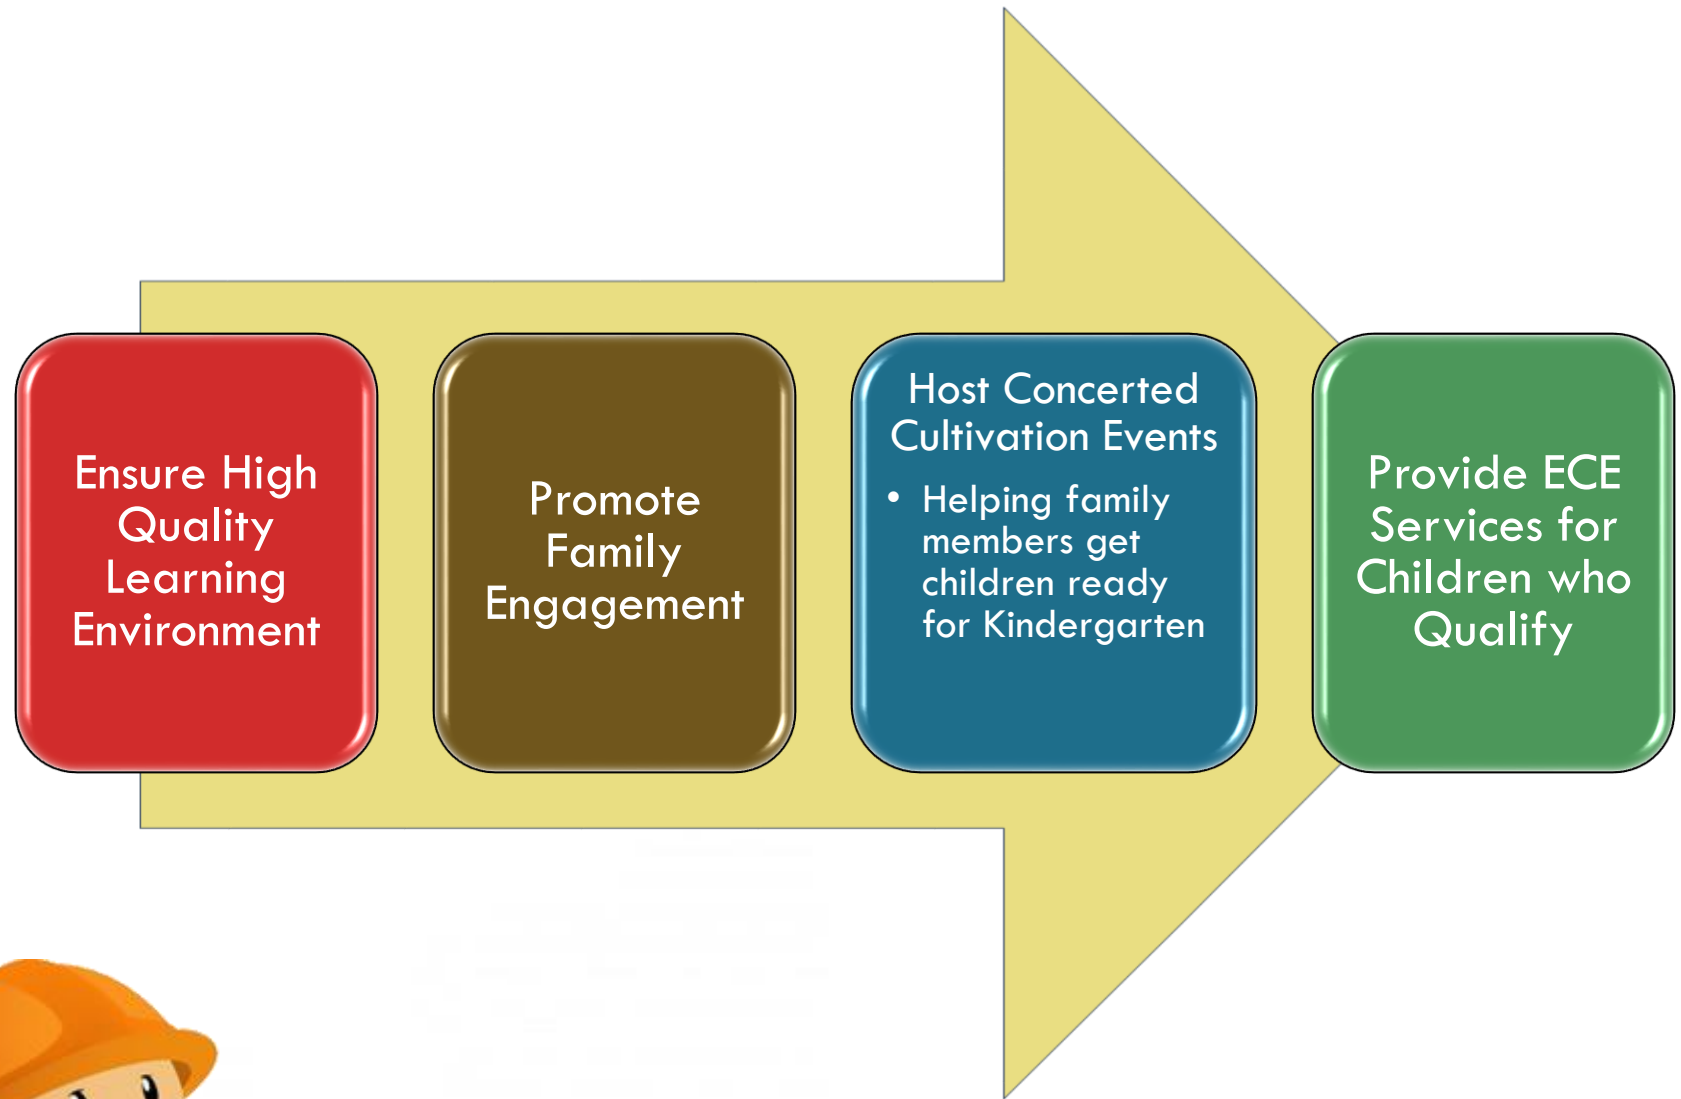 Ensure High
Quality
Learning
Environment
Promote
Family
Engagement
Host Concerted
Cultivation Events
• Helping family
members get
children ready
for Kindergarten
Provide ECE
Services for
Children who
Qualify